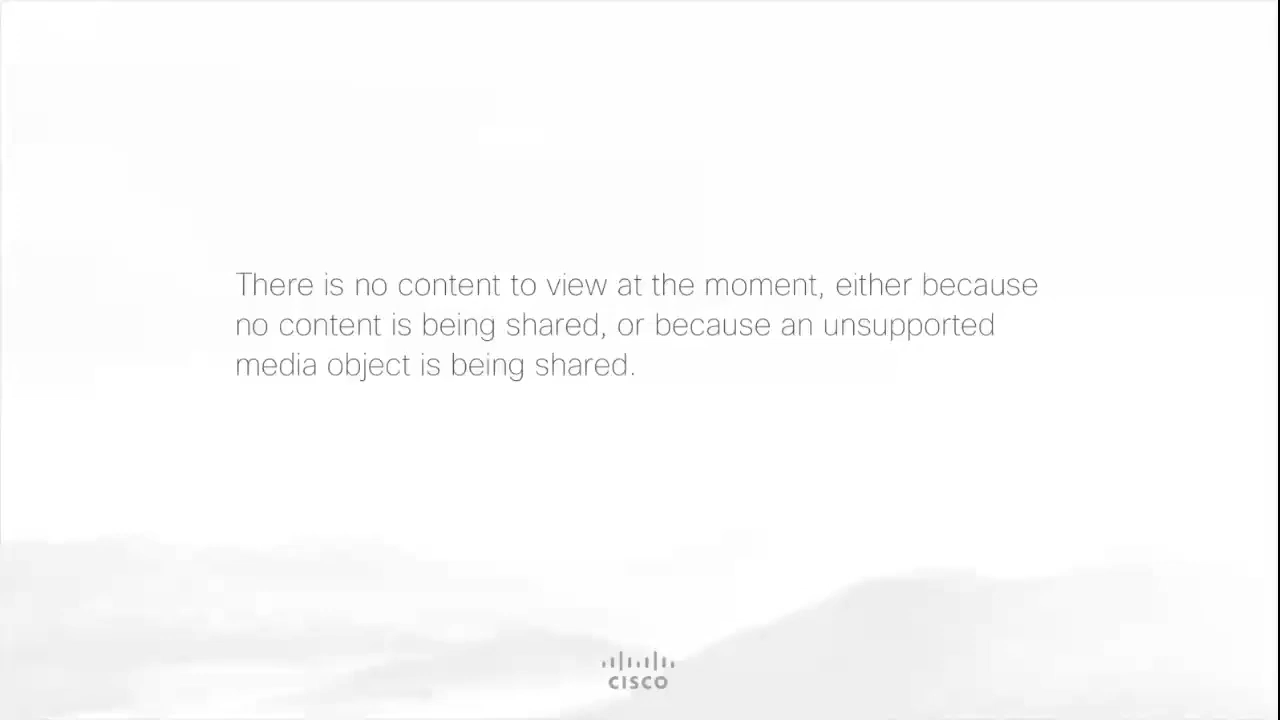 There is no content to view at the moment, either because
no content is being shared, or because an unsupported
media object is being shared.
CISCO